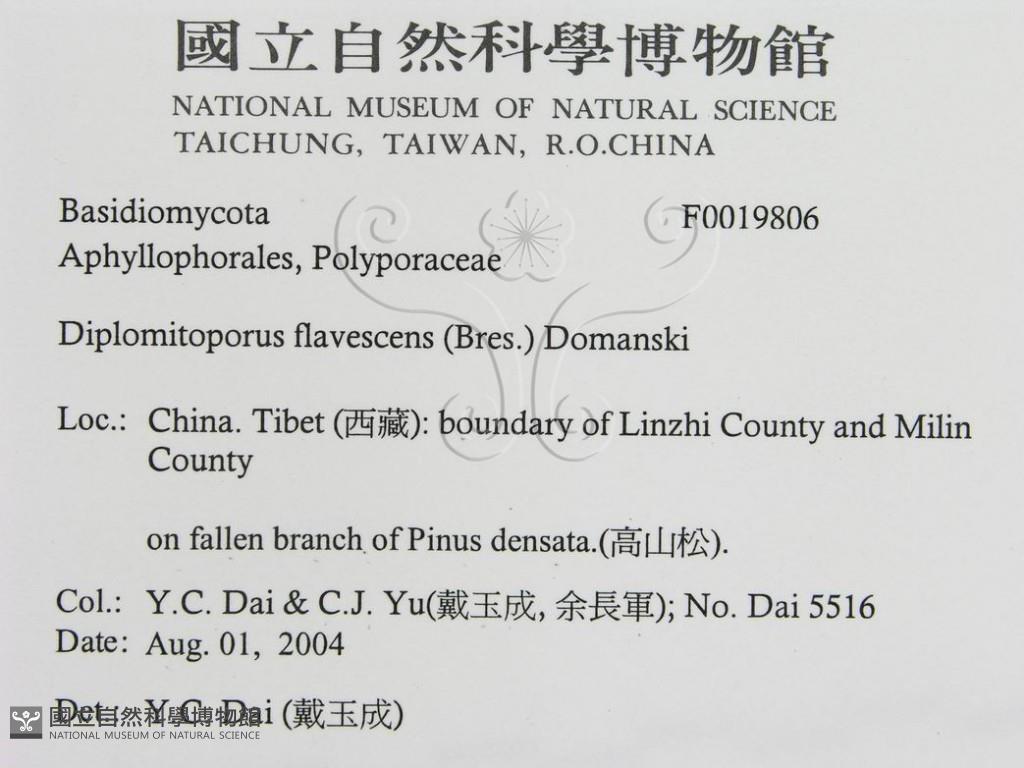 國立自然科學博物館
NATIONAL MUSEUM OF NATURAL SCIENCE
TAICHUNG, TAIWAN, R.O.CHINA
Basidiomycota F0019806
Aphyllophorales, Polyporaceae
Diplomitoporus flavescens (Bres.) Domanski
Loc.: China. Tibet (西藏): boundary of Linzhi County and Milin
County
on fallen branch of Pinus densata.(高山松).
Col.: Y.C. Dai & C.J. Yu(戴玉成, 余長軍); No. Dai 5516
Date: Aug. 01, 2004
Det.: Y.C. Dai (戴玉成)
國立自然科學博物館
NATIONAL MUSEUM OF NATURAL SCIENCE